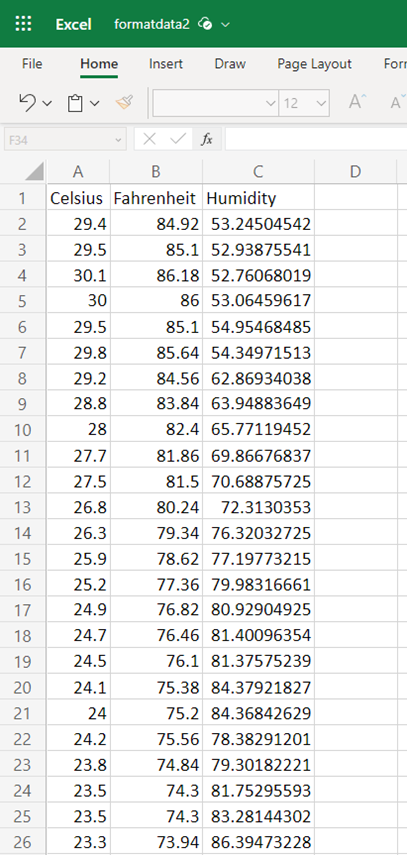 Excel formatdata2
File Home Insert Draw Page Layout Forr
12 A A
F34 fx
A B C D
1 Celsius Fahrenheit Humidity
2 29.4 84.92 53.24504542
3 29.5 85.1 52.93875541
4 30.1 86.18 52.76068019
5 30 86 53.06459617
6 29.5 85.1 54.95468485
7 29.8 85.64 54.34971513
8 29.2 84.56 62.86934038
9 28.8 83.84 63.94883649
10 28 82.4 65.77119452
11 27.7 81.86 69.86676837
12 27.5 81.5 70.68875725
13 26.8 80.24 72.3130353
14 26.3 79.34 76.32032725
15 25.9 78.62 77.19773215
16 25.2 77.36 79.98316661
17 24.9 76.82 80.92904925
18 24.7 76.46 81.40096354
19 24.5 76.1 81.37575239
20 24.1 75.38 84.37921827
21 24 75.2 84.36842629
22 24.2 75.56 78.38291201
23 23.8 74.84 79.30182221
24 23.5 74.3 81.75295593
25 23.5 74.3 83.28144302
26 23.3 73.94 86.39473228